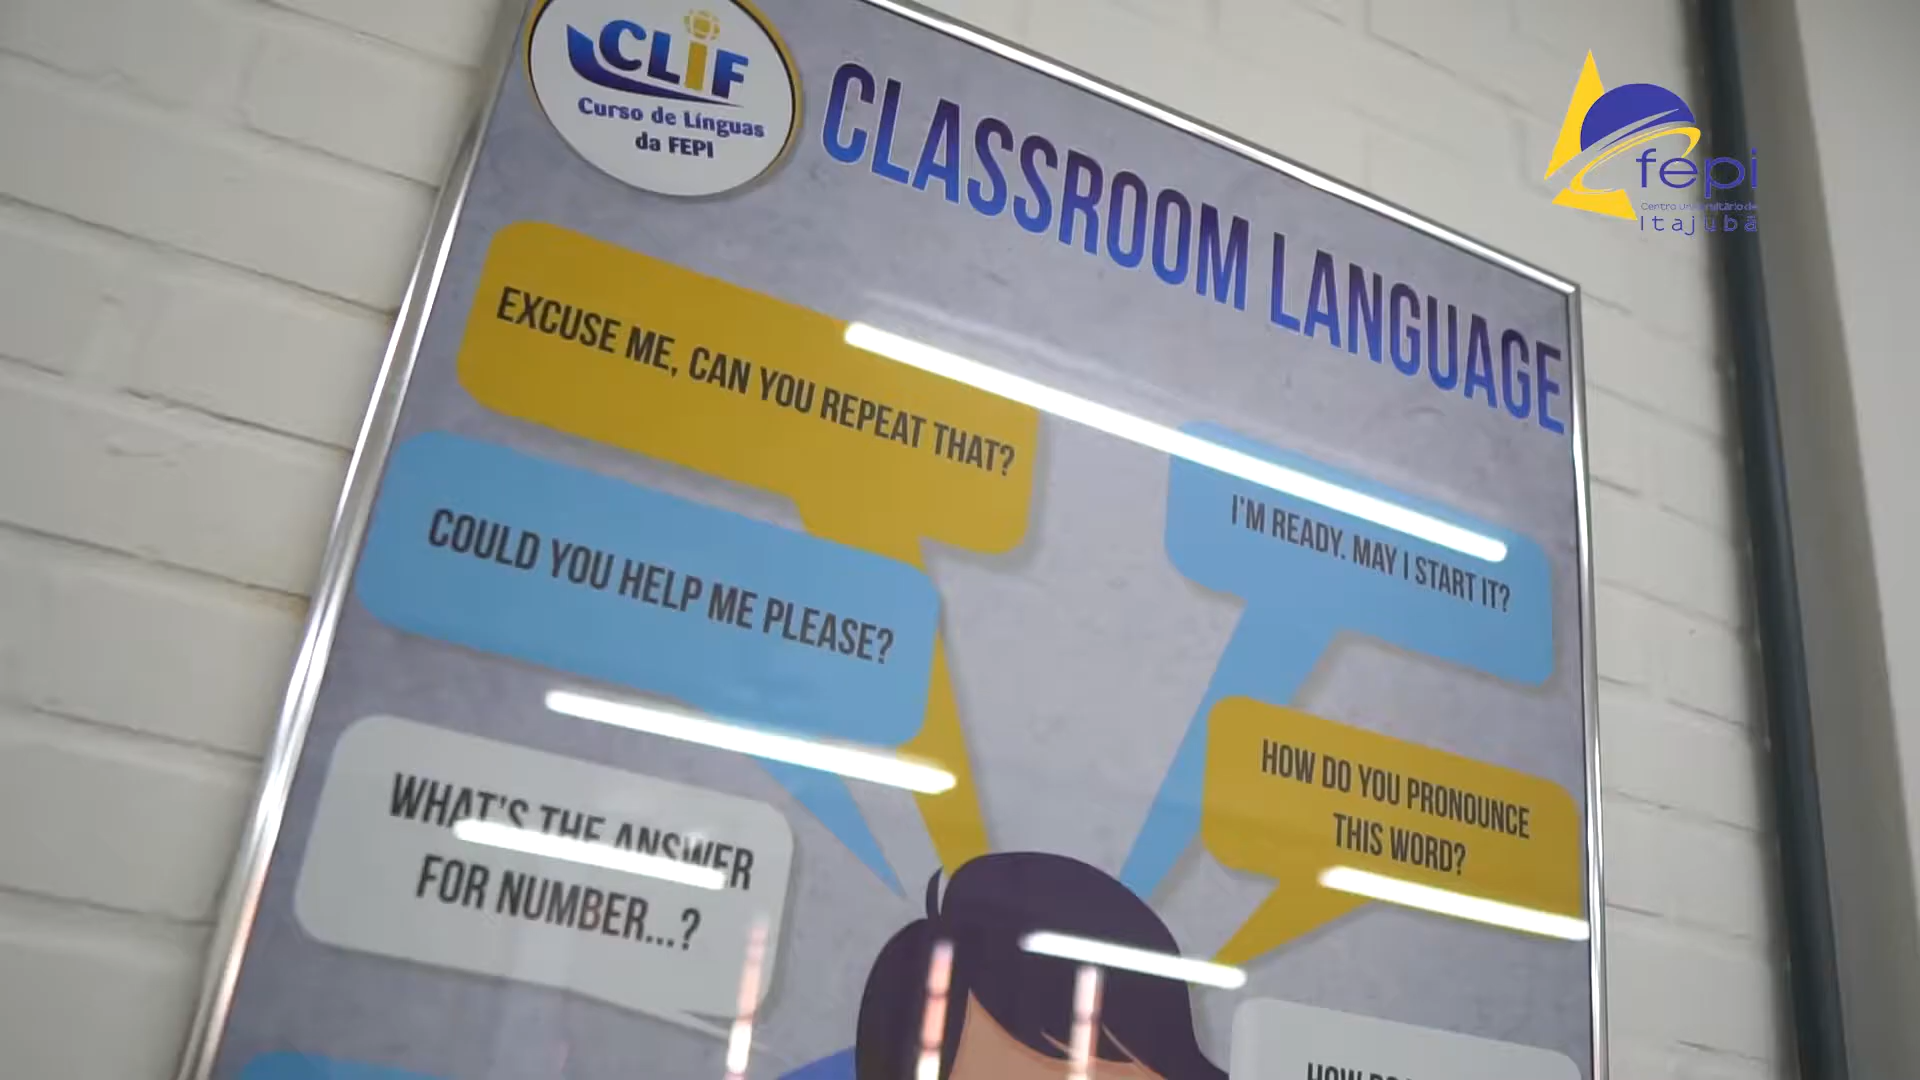 CLiF
Curso de Línguas
da FEPI
CLASSROOM LANGUAGE
fepi
Centro universitário de
Itajubá
EXCUSE ME, CAN YOU REPEAT THAT?
COULD YOU HELP ME PLEASE?
I'M READY. MAY I START IT?
WHAT'S THE ANSWER
FOR NUMBER...?
HOW DO YOU PRONOUNCE
THIS WORD?
HOW